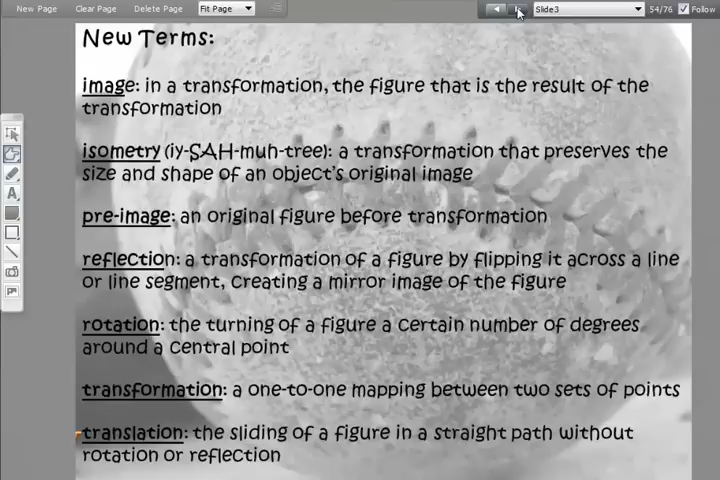 New Page Clear Page Delete Page Fit Page Slide3 54/76 Follow
New Terms:
image: in a transformation, the figure that is the result of the
transformation
isometry (iy-SAH-muh-tree): a transformation that preserves the
size and shape of an object's original image
pre-image: an original figure before transformation
reflection: a transformation of a figure by flipping it across a line
or line segment, creating a mirror image of the figure
rotation: the turning of a figure a certain number of degrees
around a central point
transformation: a one-to-one mapping between two sets of points
translation: the sliding of a figure in a straight path without
rotation or reflection
A